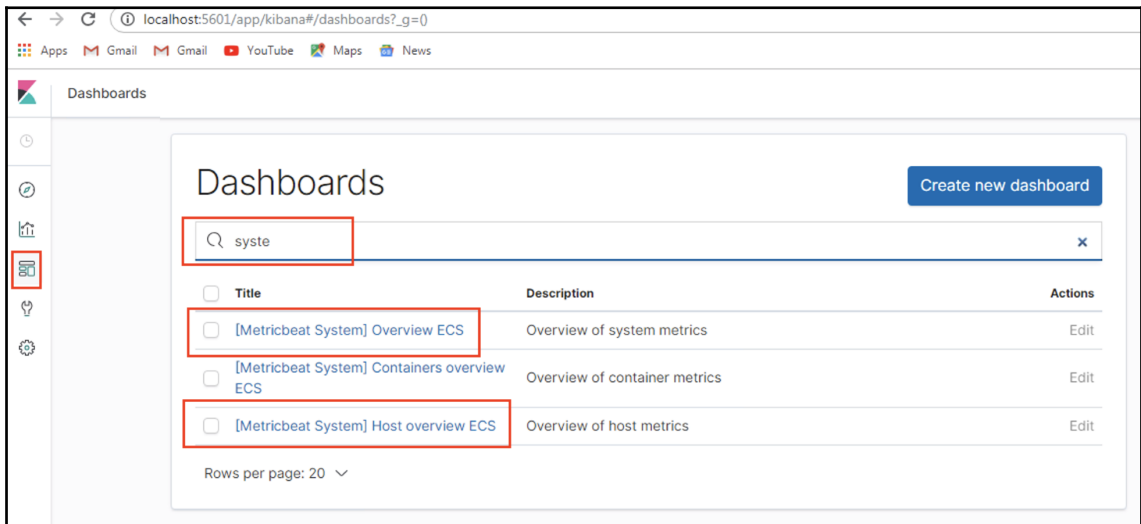 localhost:5601/app/kibana#/dashboards?_g=()
Apps Gmail Gmail YouTube Maps News
Dashboards
Dashboards
Create new dashboard
syste
Title Description Actions
[Metricbeat System] Overview ECS Overview of system metrics Edit
[Metricbeat System] Containers overview
ECS
Overview of container metrics Edit
[Metricbeat System] Host overview ECS Overview of host metrics Edit
Rows per page: 20